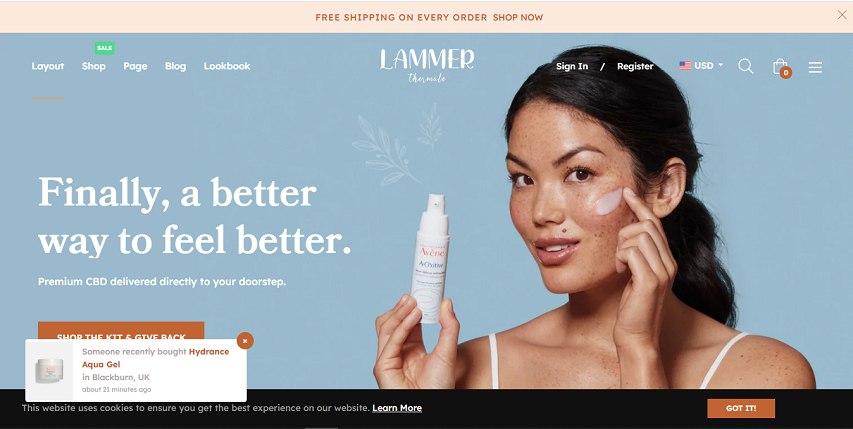 FREE SHIPPING ON EVERY ORDER SHOP NOW
SALE
Layout Shop Page Blog Lookbook
LAMMER
thermale
Sign In / Register
USD
0
Finally, a better
way to feel better.
Premium CBD delivered directly to your doorstep.
Avène
A-OXitive
SHOP THE KIT & GIVE BACK
Someone recently bought Hydrance
Aqua Gel
in Blackburn, UK
about 21 minutes ago
This website uses cookies to ensure you get the best experience on our website. Learn More
GOT IT!